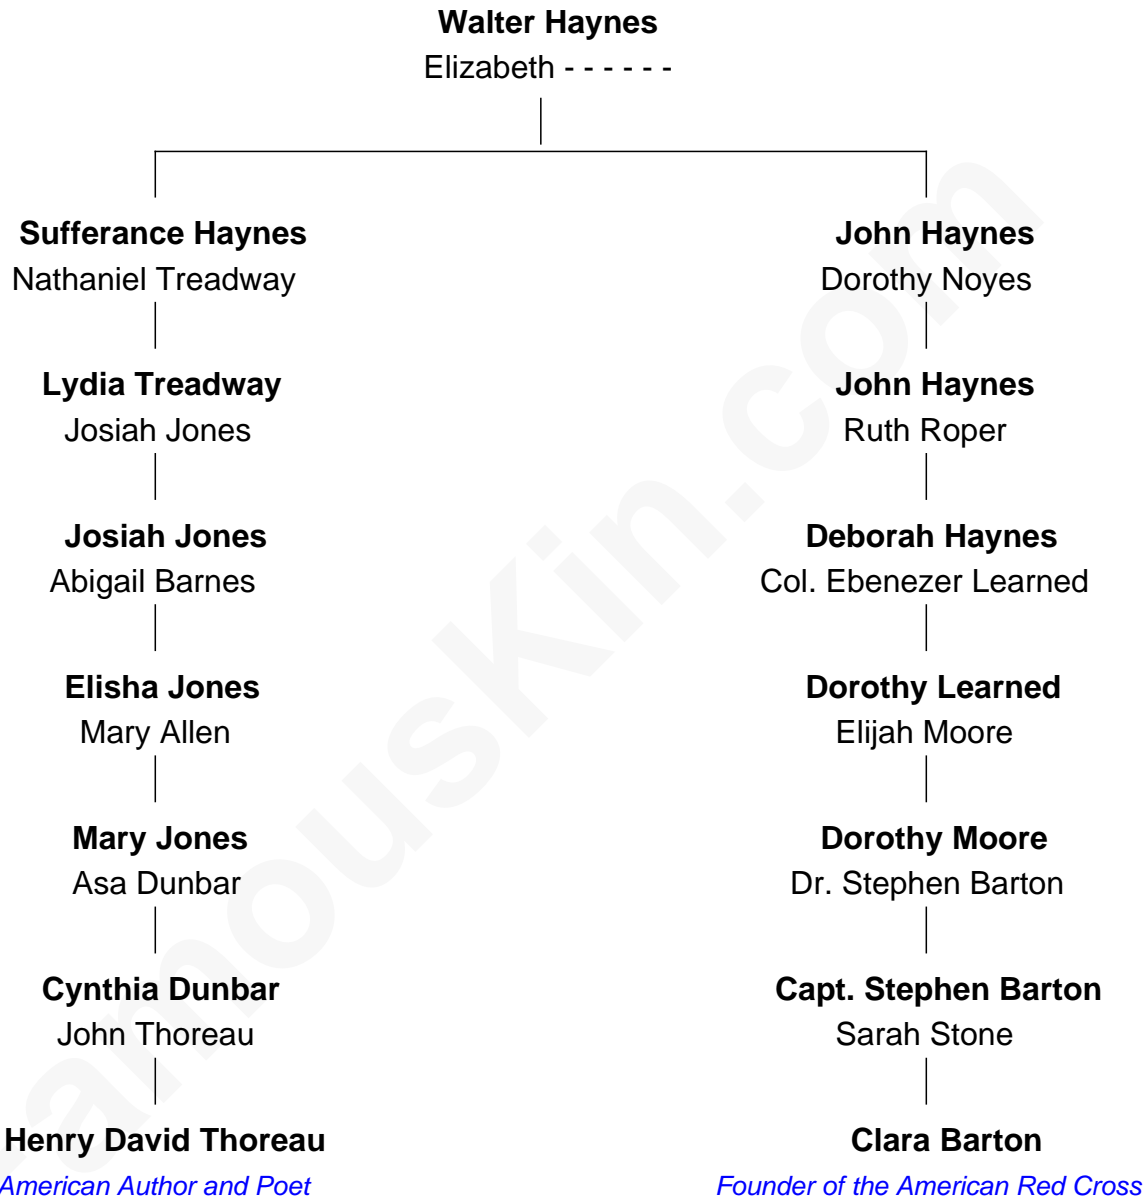 Walter Haynes
Elizabeth - - - - - -
Sufferance Haynes
Nathaniel Treadway
John Haynes
Dorothy Noyes
Lydia Treadway
Josiah Jones
John Haynes
Ruth Roper
Josiah Jones
Abigail Barnes
Deborah Haynes
Col. Ebenezer Learned
Elisha Jones
Mary Allen
Dorothy Learned
Elijah Moore
Mary Jones
Asa Dunbar
Dorothy Moore
Dr. Stephen Barton
Cynthia Dunbar
John Thoreau
Capt. Stephen Barton
Sarah Stone
Henry David Thoreau
American Author and Poet
Clara Barton
Founder of the American Red Cross
FamousKin.com